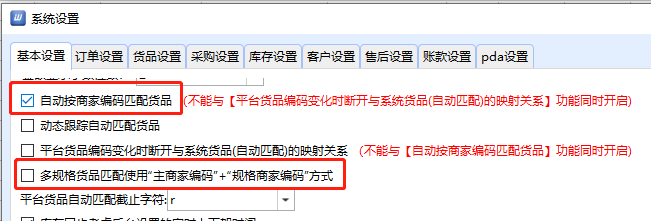 系统设置
基本设置 订单设置 货品设置 采购设置 库存设置 客户设置 售后设置 账款设置 pda设置
自动按商家编码匹配货品 (不能与【平台货品编码变化时断开与系统货品(自动匹配)的映射关系】功能同时开启)
动态跟踪自动匹配货品
平台货品编码变化时断开与系统货品(自动匹配)的映射关系 (不能与【自动按商家编码匹配货品】功能同时开启)
多规格货品匹配使用“主商家编码”+“规格商家编码”方式
平台货品自动匹配截止字符: r